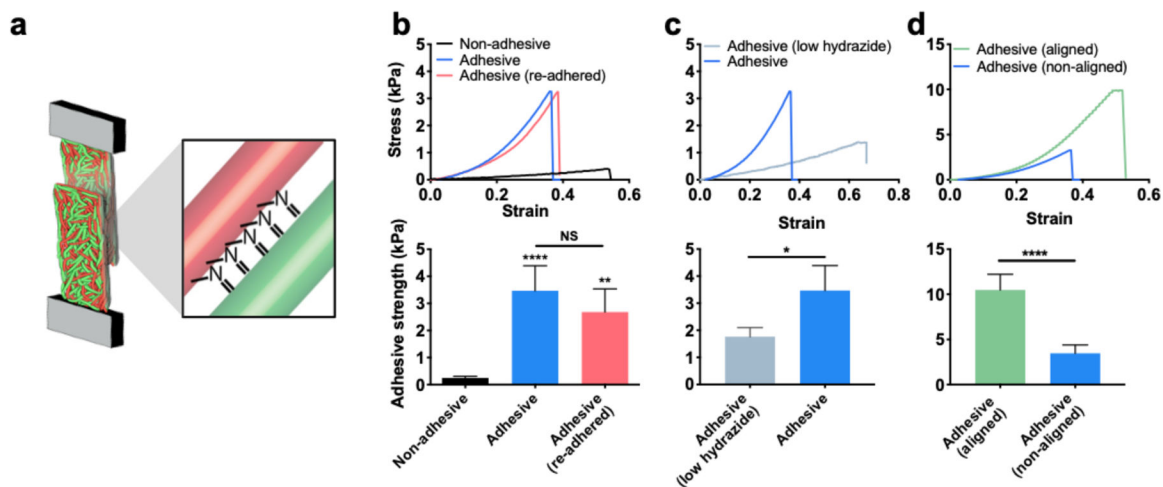 a
b
Non-adhesive
Adhesive
Adhesive (re-adhered)
Stress (kPa)
5
4
3
2
1
0
0.0
0.2
0.4
0.6
Strain
c
Adhesive (low hydrazide)
Adhesive
5
4
3
2
1
0
0.0
0.2
0.4
0.6
0.8
Strain
d
Adhesive (aligned)
Adhesive (non-aligned)
15
10
5
0
0.0
0.2
0.4
0.6
Strain
N
N
N
N
Adhesive strength (kPa)
5
4
3
2
1
0
NS
****
**
Non-adhesive
Adhesive
Adhesive
(re-adhered)
5
4
3
2
1
0
*
Adhesive
(low hydrazide)
Adhesive
15
10
5
0
****
Adhesive
(aligned)
Adhesive
(non-aligned)